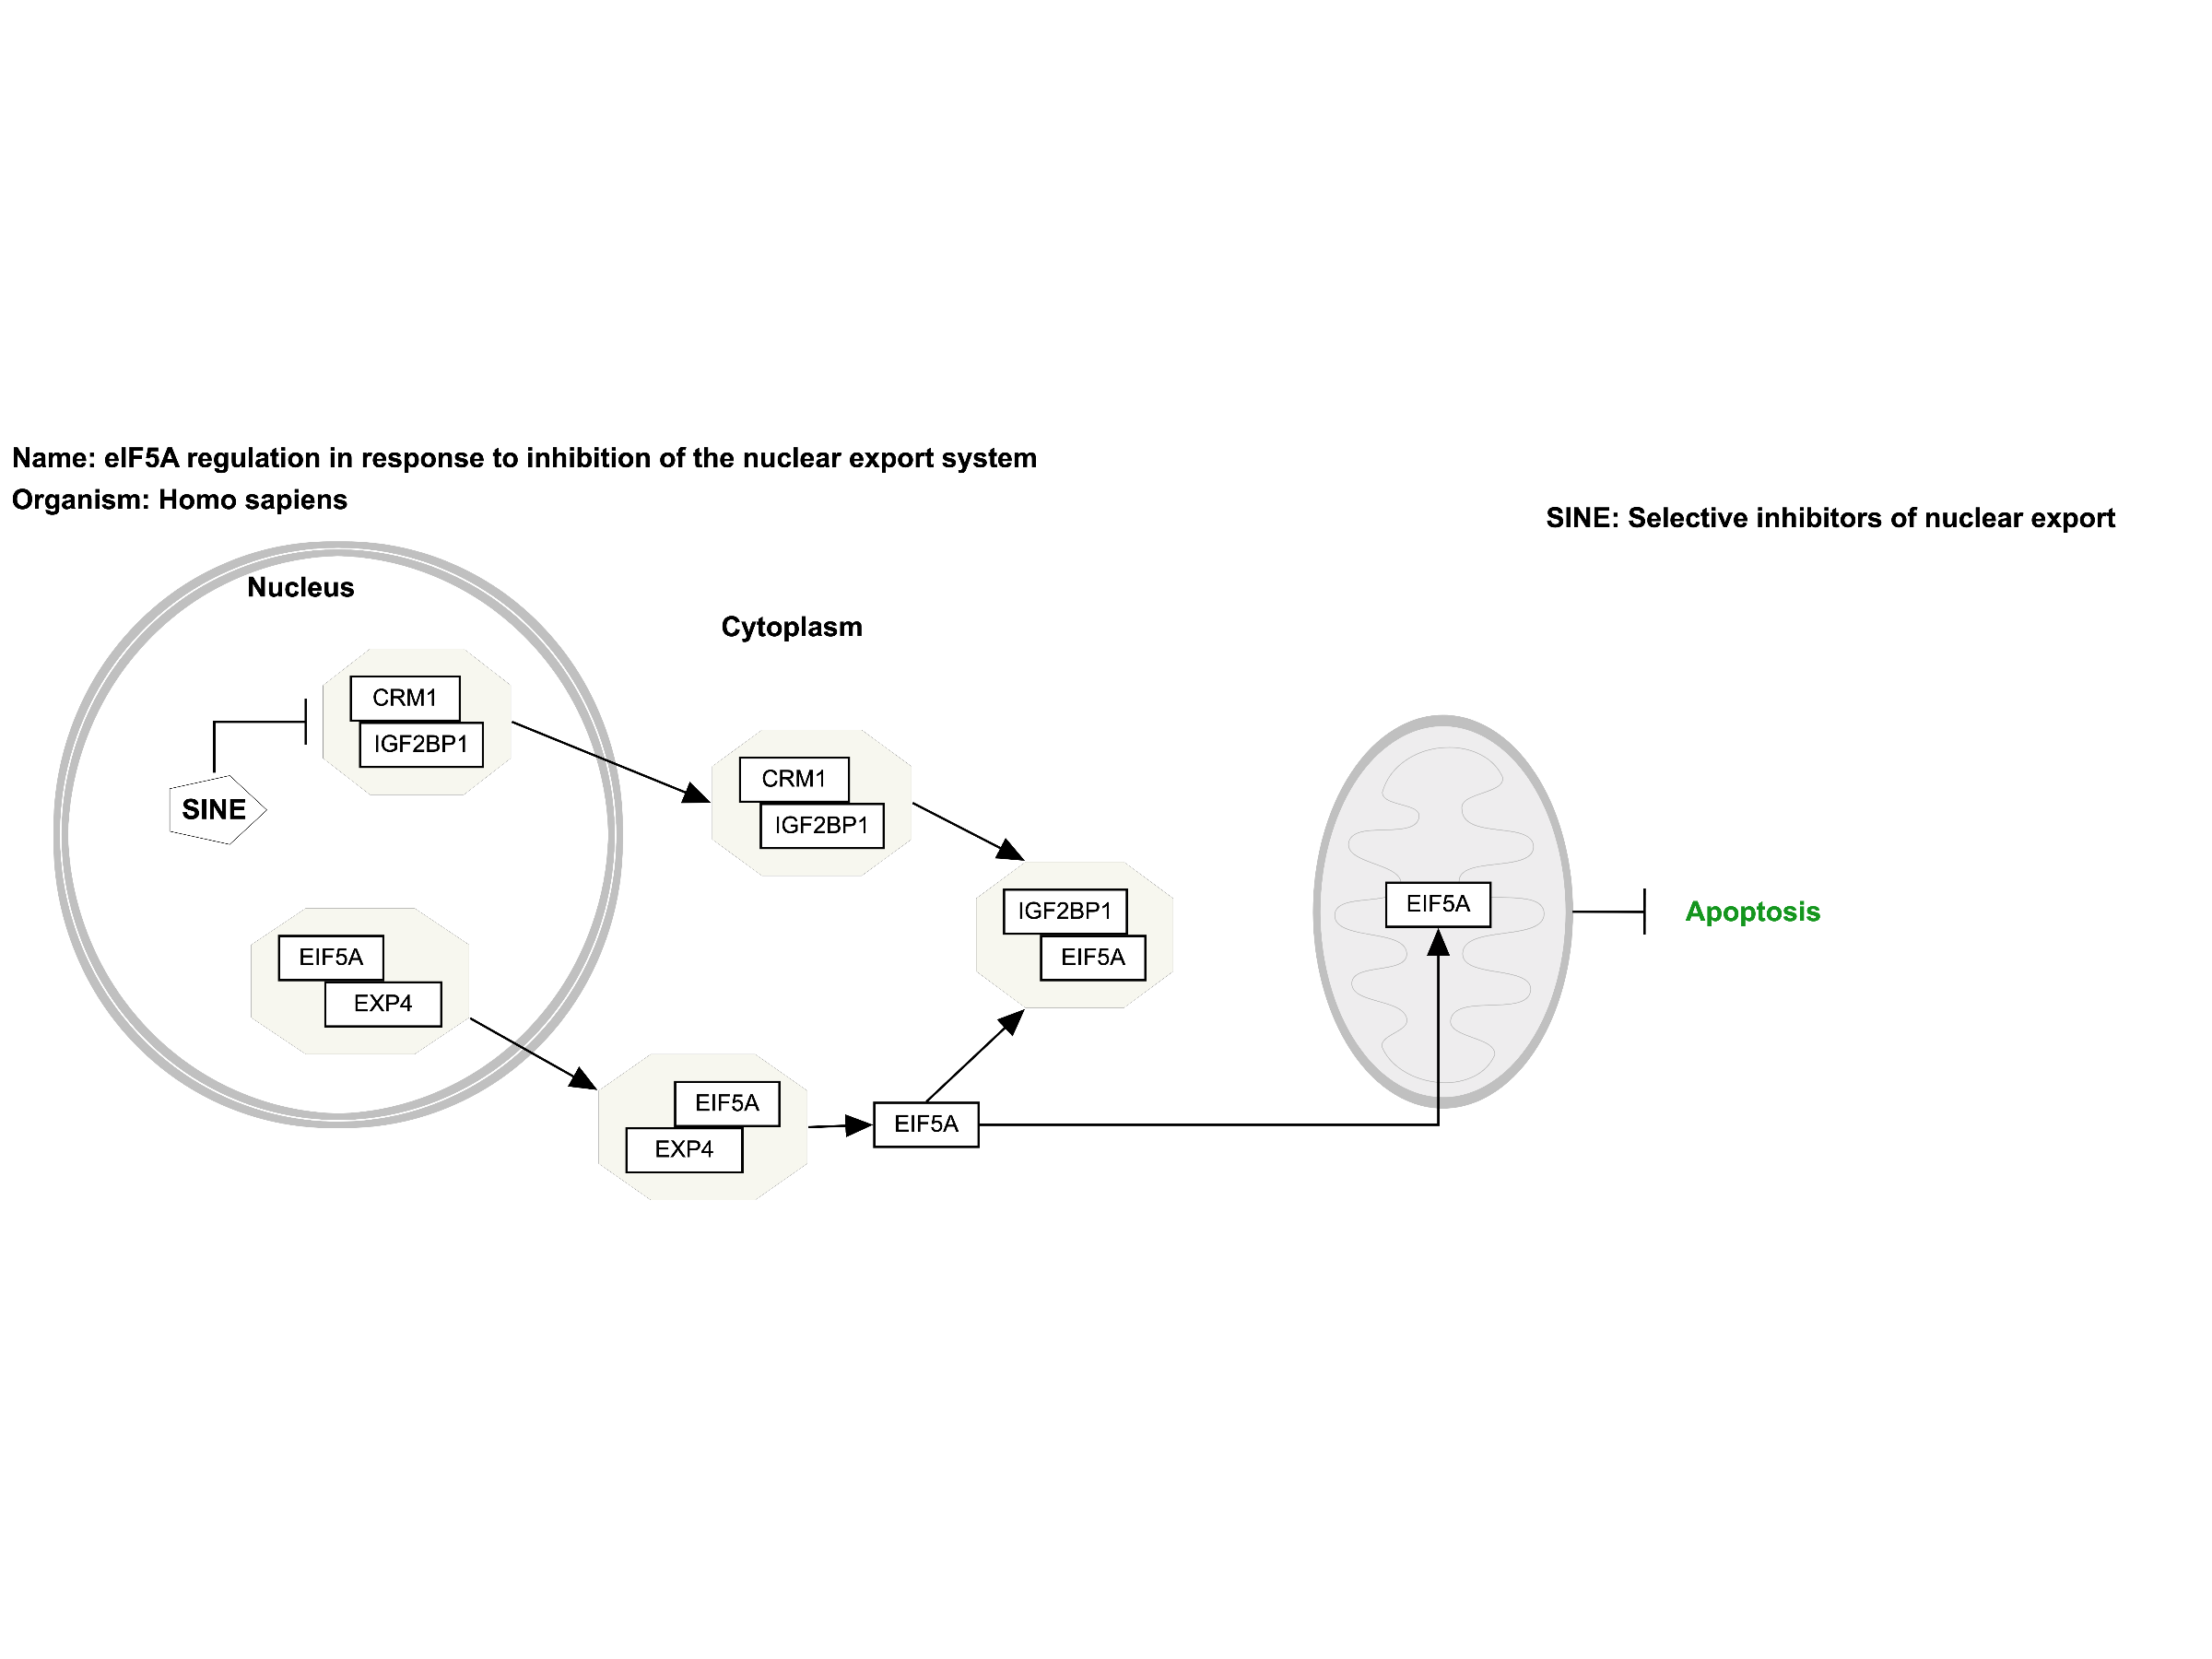 Name: eIF5A regulation in response to inhibition of the nuclear export system
Organism: Homo sapiens
SINE: Selective inhibitors of nuclear export
Nucleus
Cytoplasm
CRM1
IGF2BP1
SINE
CRM1
IGF2BP1
IGF2BP1
EIF5A
EIF5A
Apoptosis
EIF5A
EXP4
EIF5A
EXP4
EIF5A